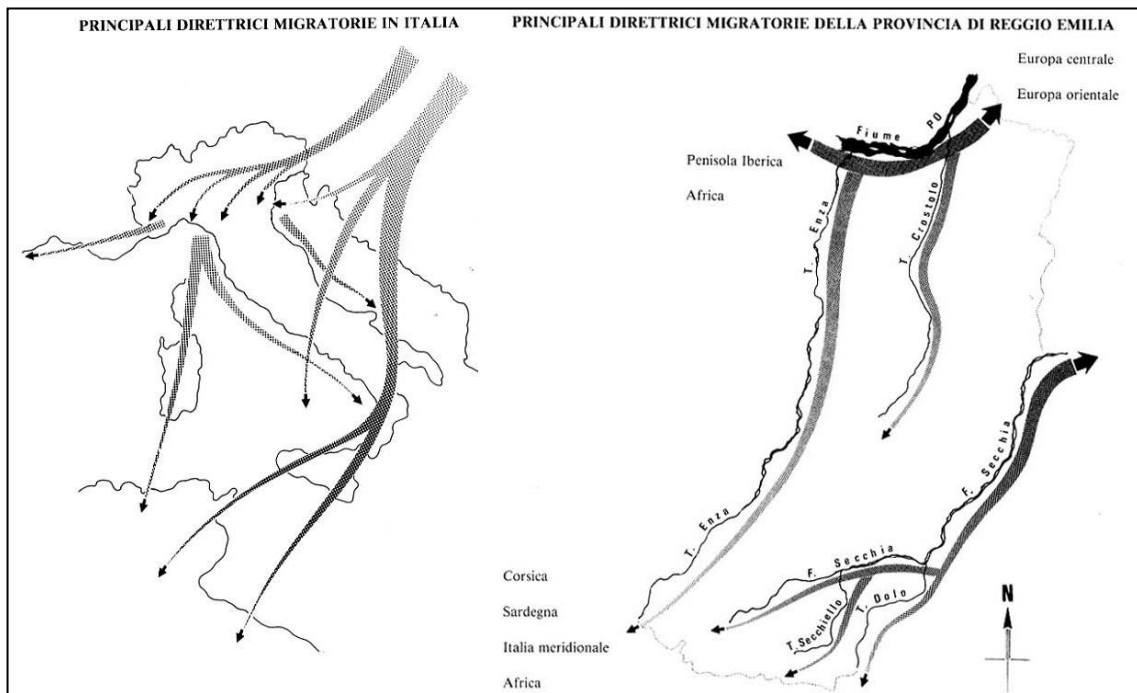 PRINCIPALI DIRETTRICI MIGRATORIE IN ITALIA
PRINCIPALI DIRETTRICI MIGRATORIE DELLA PROVINCIA DI REGGIO EMILIA
Europa centrale
Europa orientale
Fiume PO
Penisola Iberica
Africa
T. Enza
T. Crostolo
F. Secchia
T. Enza
F. Secchia
T. Dolo
T. Secchiello
Corsica
Sardegna
Italia meridionale
Africa
N